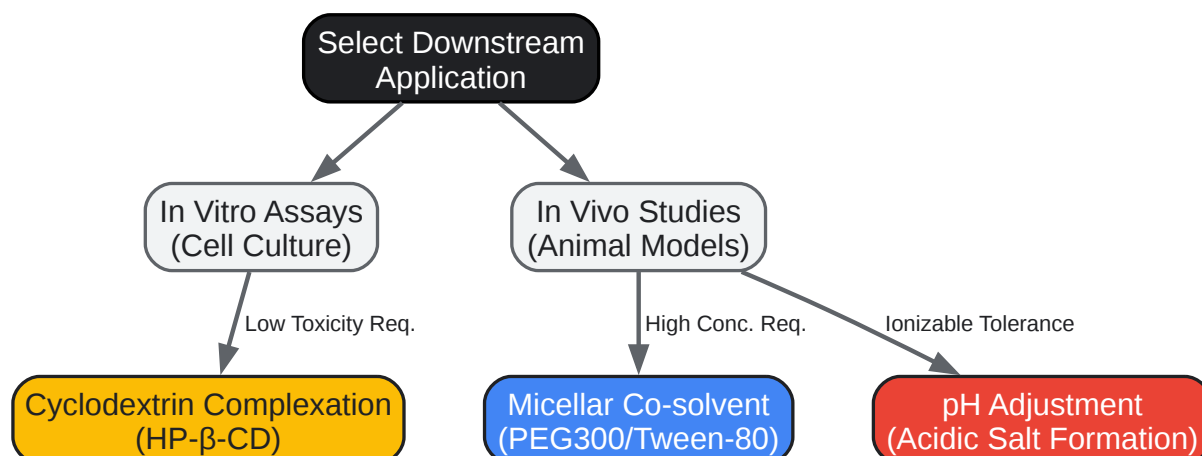 Select Downstream
Application
In Vitro Assays
(Cell Culture)
In Vivo Studies
(Animal Models)
Low Toxicity Req.
High Conc. Req.
Ionizable Tolerance
Cyclodextrin Complexation
(HP-β-CD)
Micellar Co-solvent
(PEG300/Tween-80)
pH Adjustment
(Acidic Salt Formation)